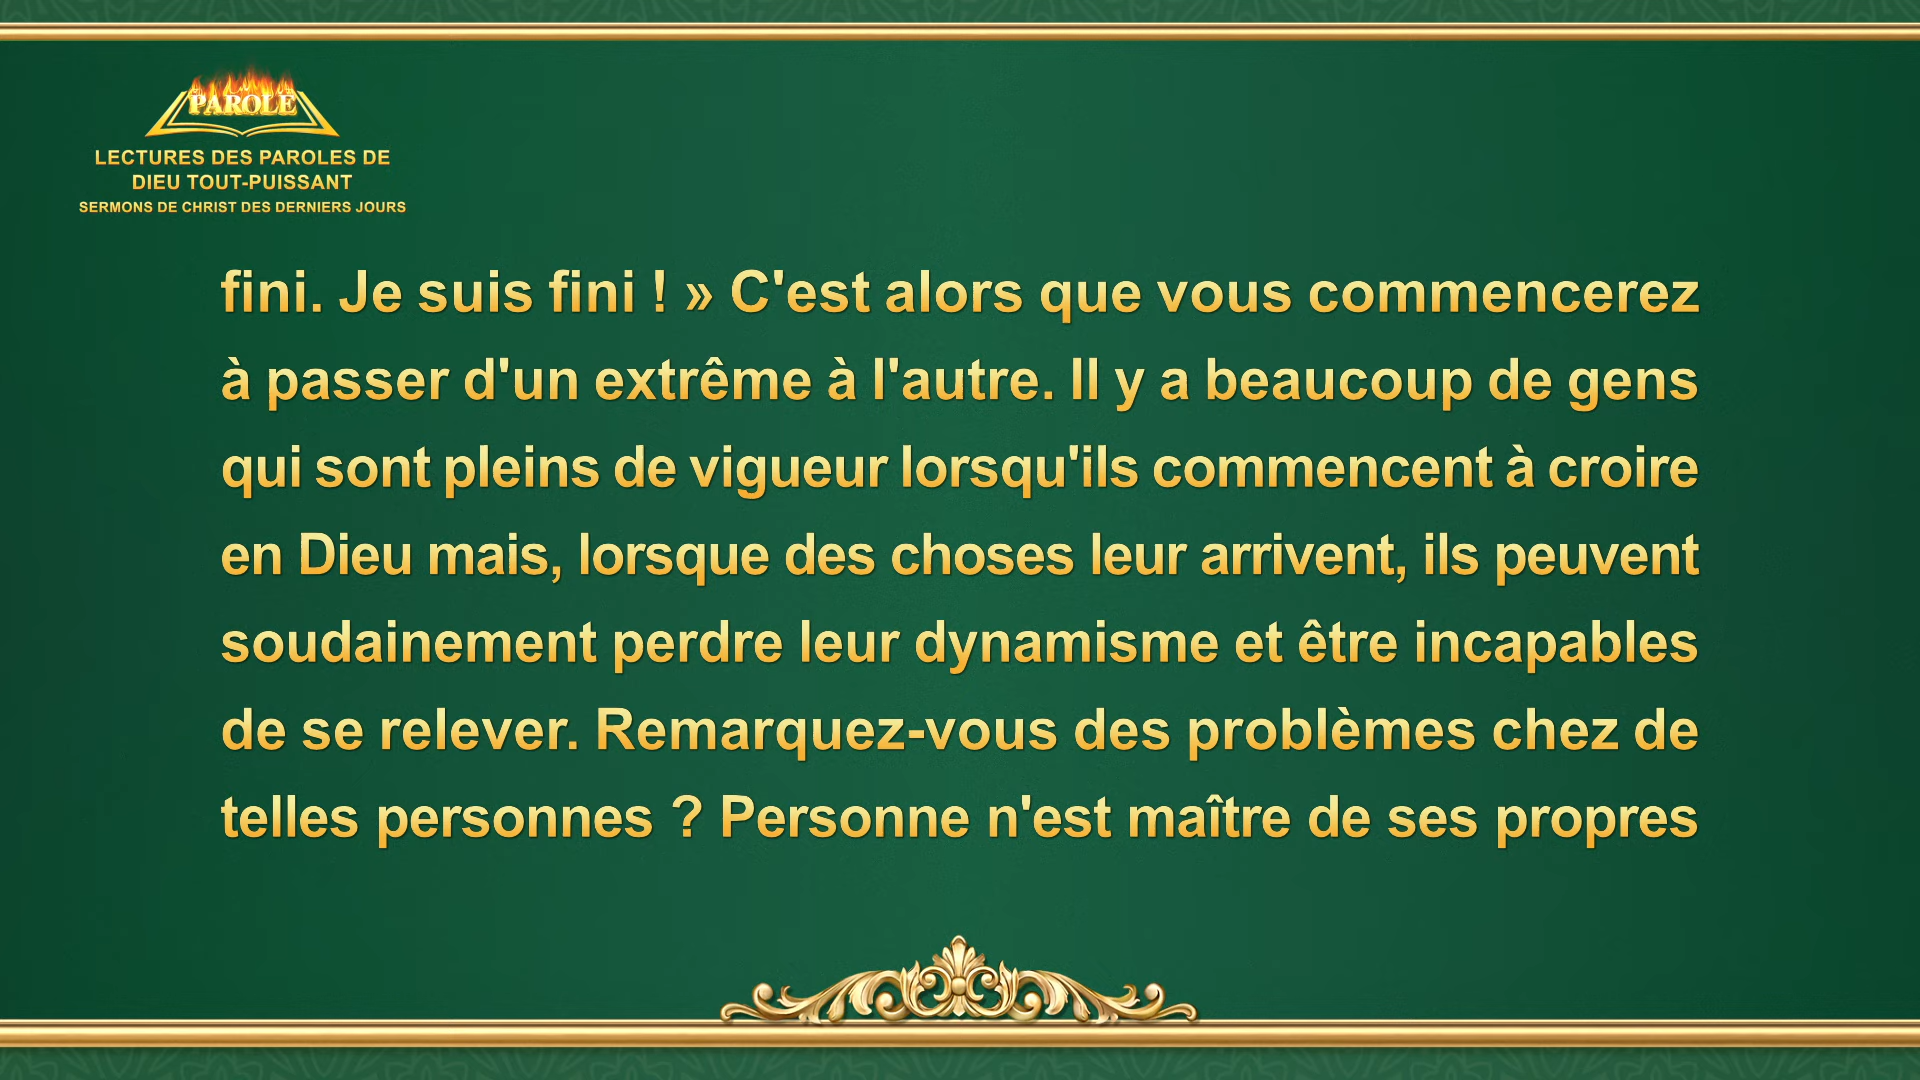 PAROLE
LECTURES DES PAROLES DE
DIEU TOUT-PUISSANT
SERMONS DE CHRIST DES DERNIERS JOURS
fini. Je suis fini ! » C'est alors que vous commencerez
à passer d'un extrême à l'autre. Il y a beaucoup de gens
qui sont pleins de vigueur lorsqu'ils commencent à croire
en Dieu mais, lorsque des choses leur arrivent, ils peuvent
soudainement perdre leur dynamisme et être incapables
de se relever. Remarquez-vous des problèmes chez de
telles personnes ? Personne n'est maître de ses propres